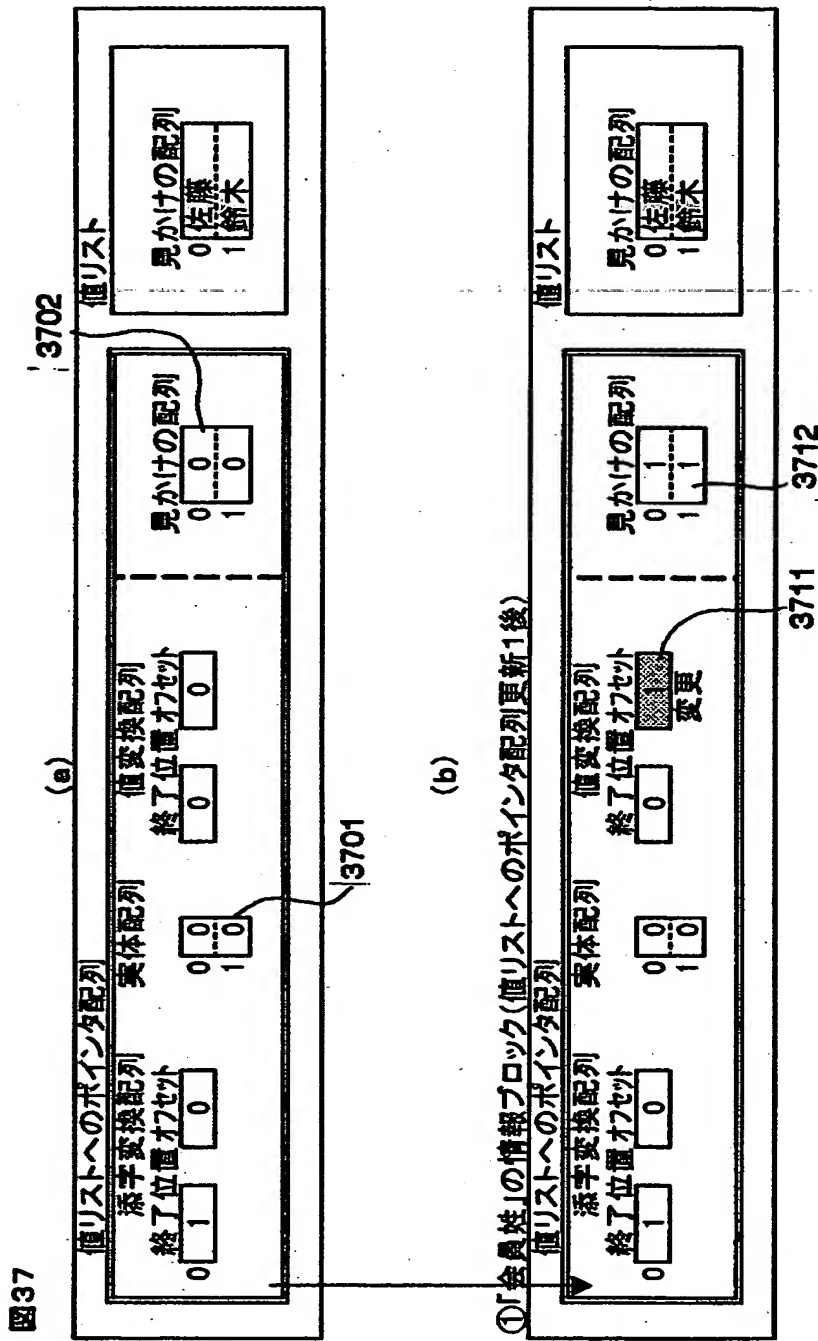 図37
(a)
値リストへのポインタ配列
添字変換配列 実体配列 値変換配列
終了位置 オフセット 終了位置 オフセット 見かけの配列
0 1 0 0 0 0 0 0 0
1 0 1 0
3701
3702
値リスト
見かけの配列
0 佐藤
1 鈴木
(b)
①「会員姓」の情報ブロック(値リストへのポインタ配列更新1後)
値リストへのポインタ配列
添字変換配列 実体配列 値変換配列
終了位置 オフセット 終了位置 オフセット 見かけの配列
0 1 0 0 0 0 1 0 1
1 0 変更 1 1
3711
3712
値リスト
見かけの配列
0 佐藤
1 鈴木